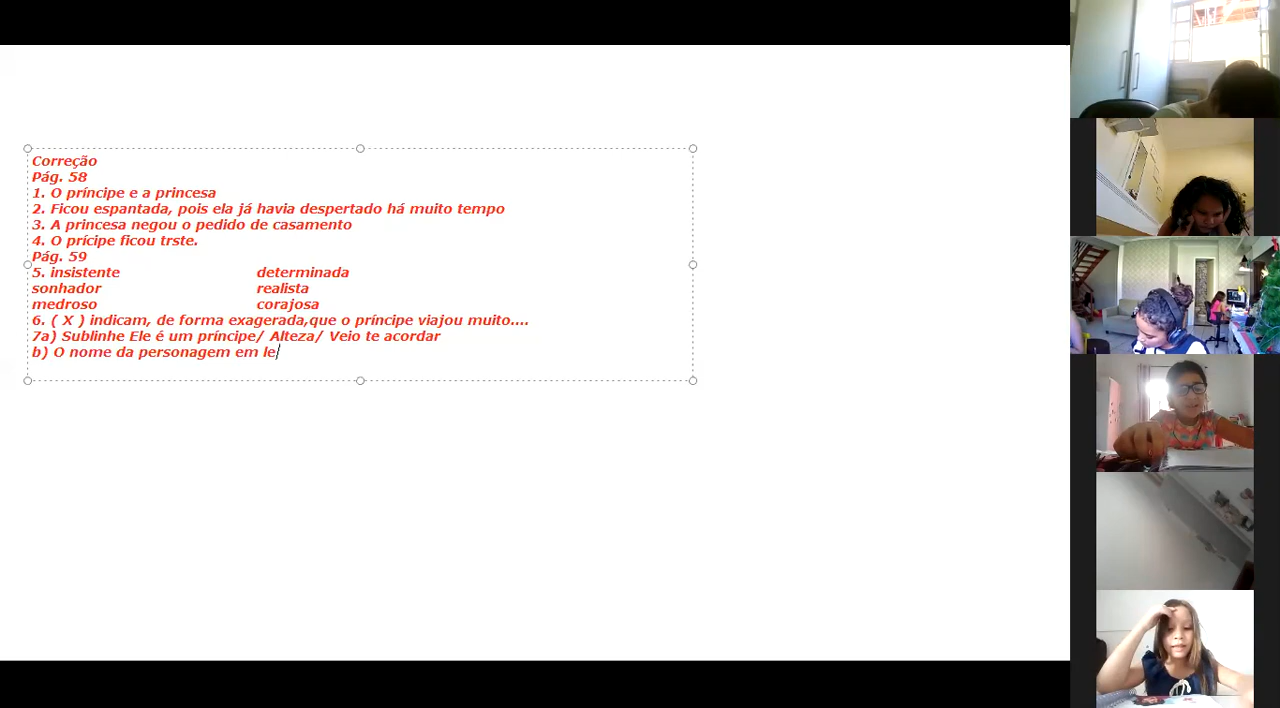 Correção
Pág. 58
1. O príncipe e a princesa
2. Ficou espantada, pois ela já havia despertado há muito tempo
3. A princesa negou o pedido de casamento
4. O prícipe ficou trste.
Pág. 59
5. insistente determinada
sonhador realista
medroso corajosa
6. ( X ) indicam, de forma exagerada,que o príncipe viajou muito....
7a) Sublinhe Ele é um príncipe/ Alteza/ Veio te acordar
b) O nome da personagem em le